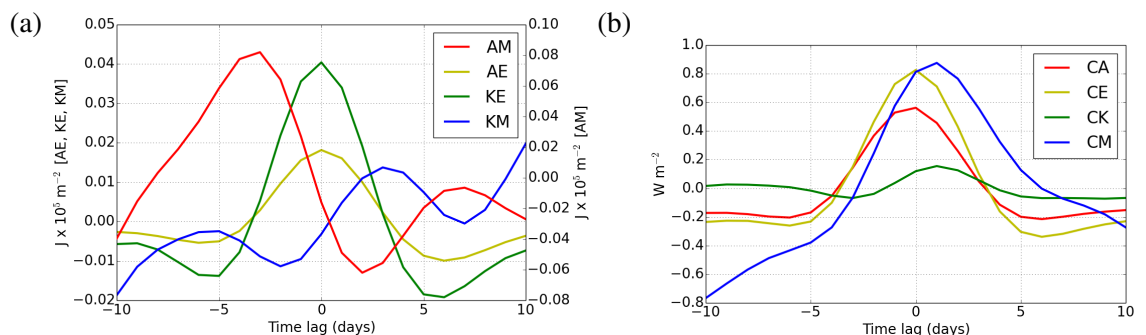 (a)
0.05
0.04
0.03
0.02
0.01
0.00
−0.01
−0.02
J x 10⁵ m⁻² [AE, KE, KM]
−10
−5
0
5
10
Time lag (days)
0.10
0.08
0.06
0.04
0.02
0.00
−0.02
−0.04
−0.06
−0.08
J x 10⁵ m⁻² [AM]
AM
AE
KE
KM
(b)
1.0
0.8
0.6
0.4
0.2
0.0
−0.2
−0.4
−0.6
−0.8
W m⁻²
−10
−5
0
5
10
Time lag (days)
CA
CE
CK
CM